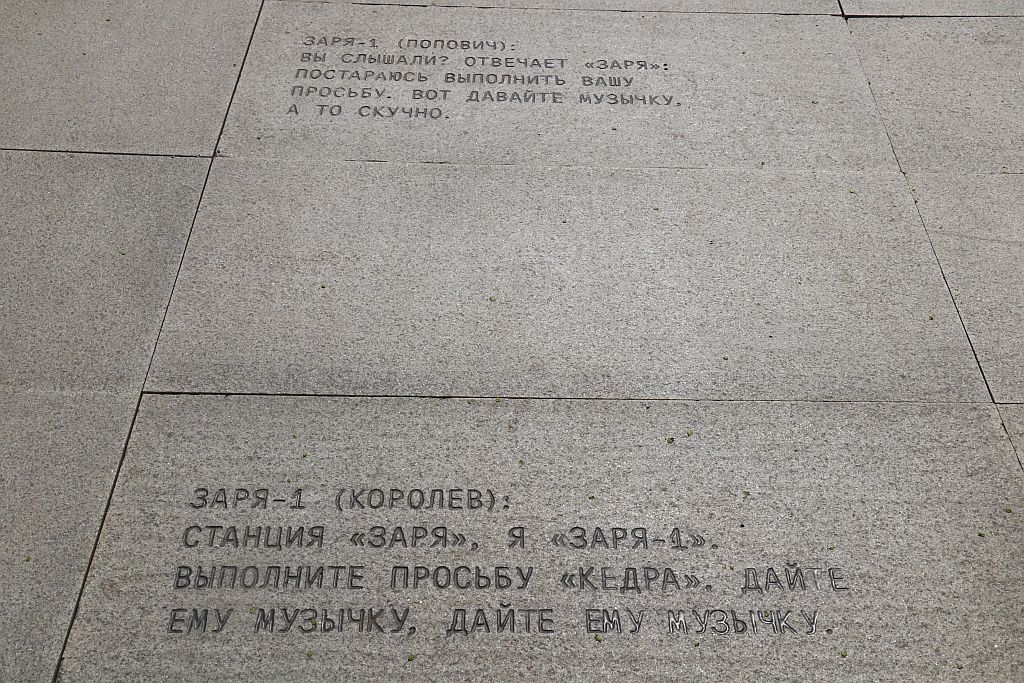 ЗАРЯ-1 (ПОПОВИЧ):
ВЫ СЛЫШАЛИ? ОТВЕЧАЕТ «ЗАРЯ»:
ПОСТАРАЮСЬ ВЫПОЛНИТЬ ВАШУ
ПРОСЬБУ. ВОТ ДАВАЙТЕ МУЗЫЧКУ,
А ТО СКУЧНО.
ЗАРЯ-1 (КОРОЛЕВ):
СТАНЦИЯ «ЗАРЯ», Я «ЗАРЯ-1».
ВЫПОЛНИТЕ ПРОСЬБУ «КЕДРА». ДАЙТЕ
ЕМУ МУЗЫЧКУ, ДАЙТЕ ЕМУ МУЗЫЧКУ.